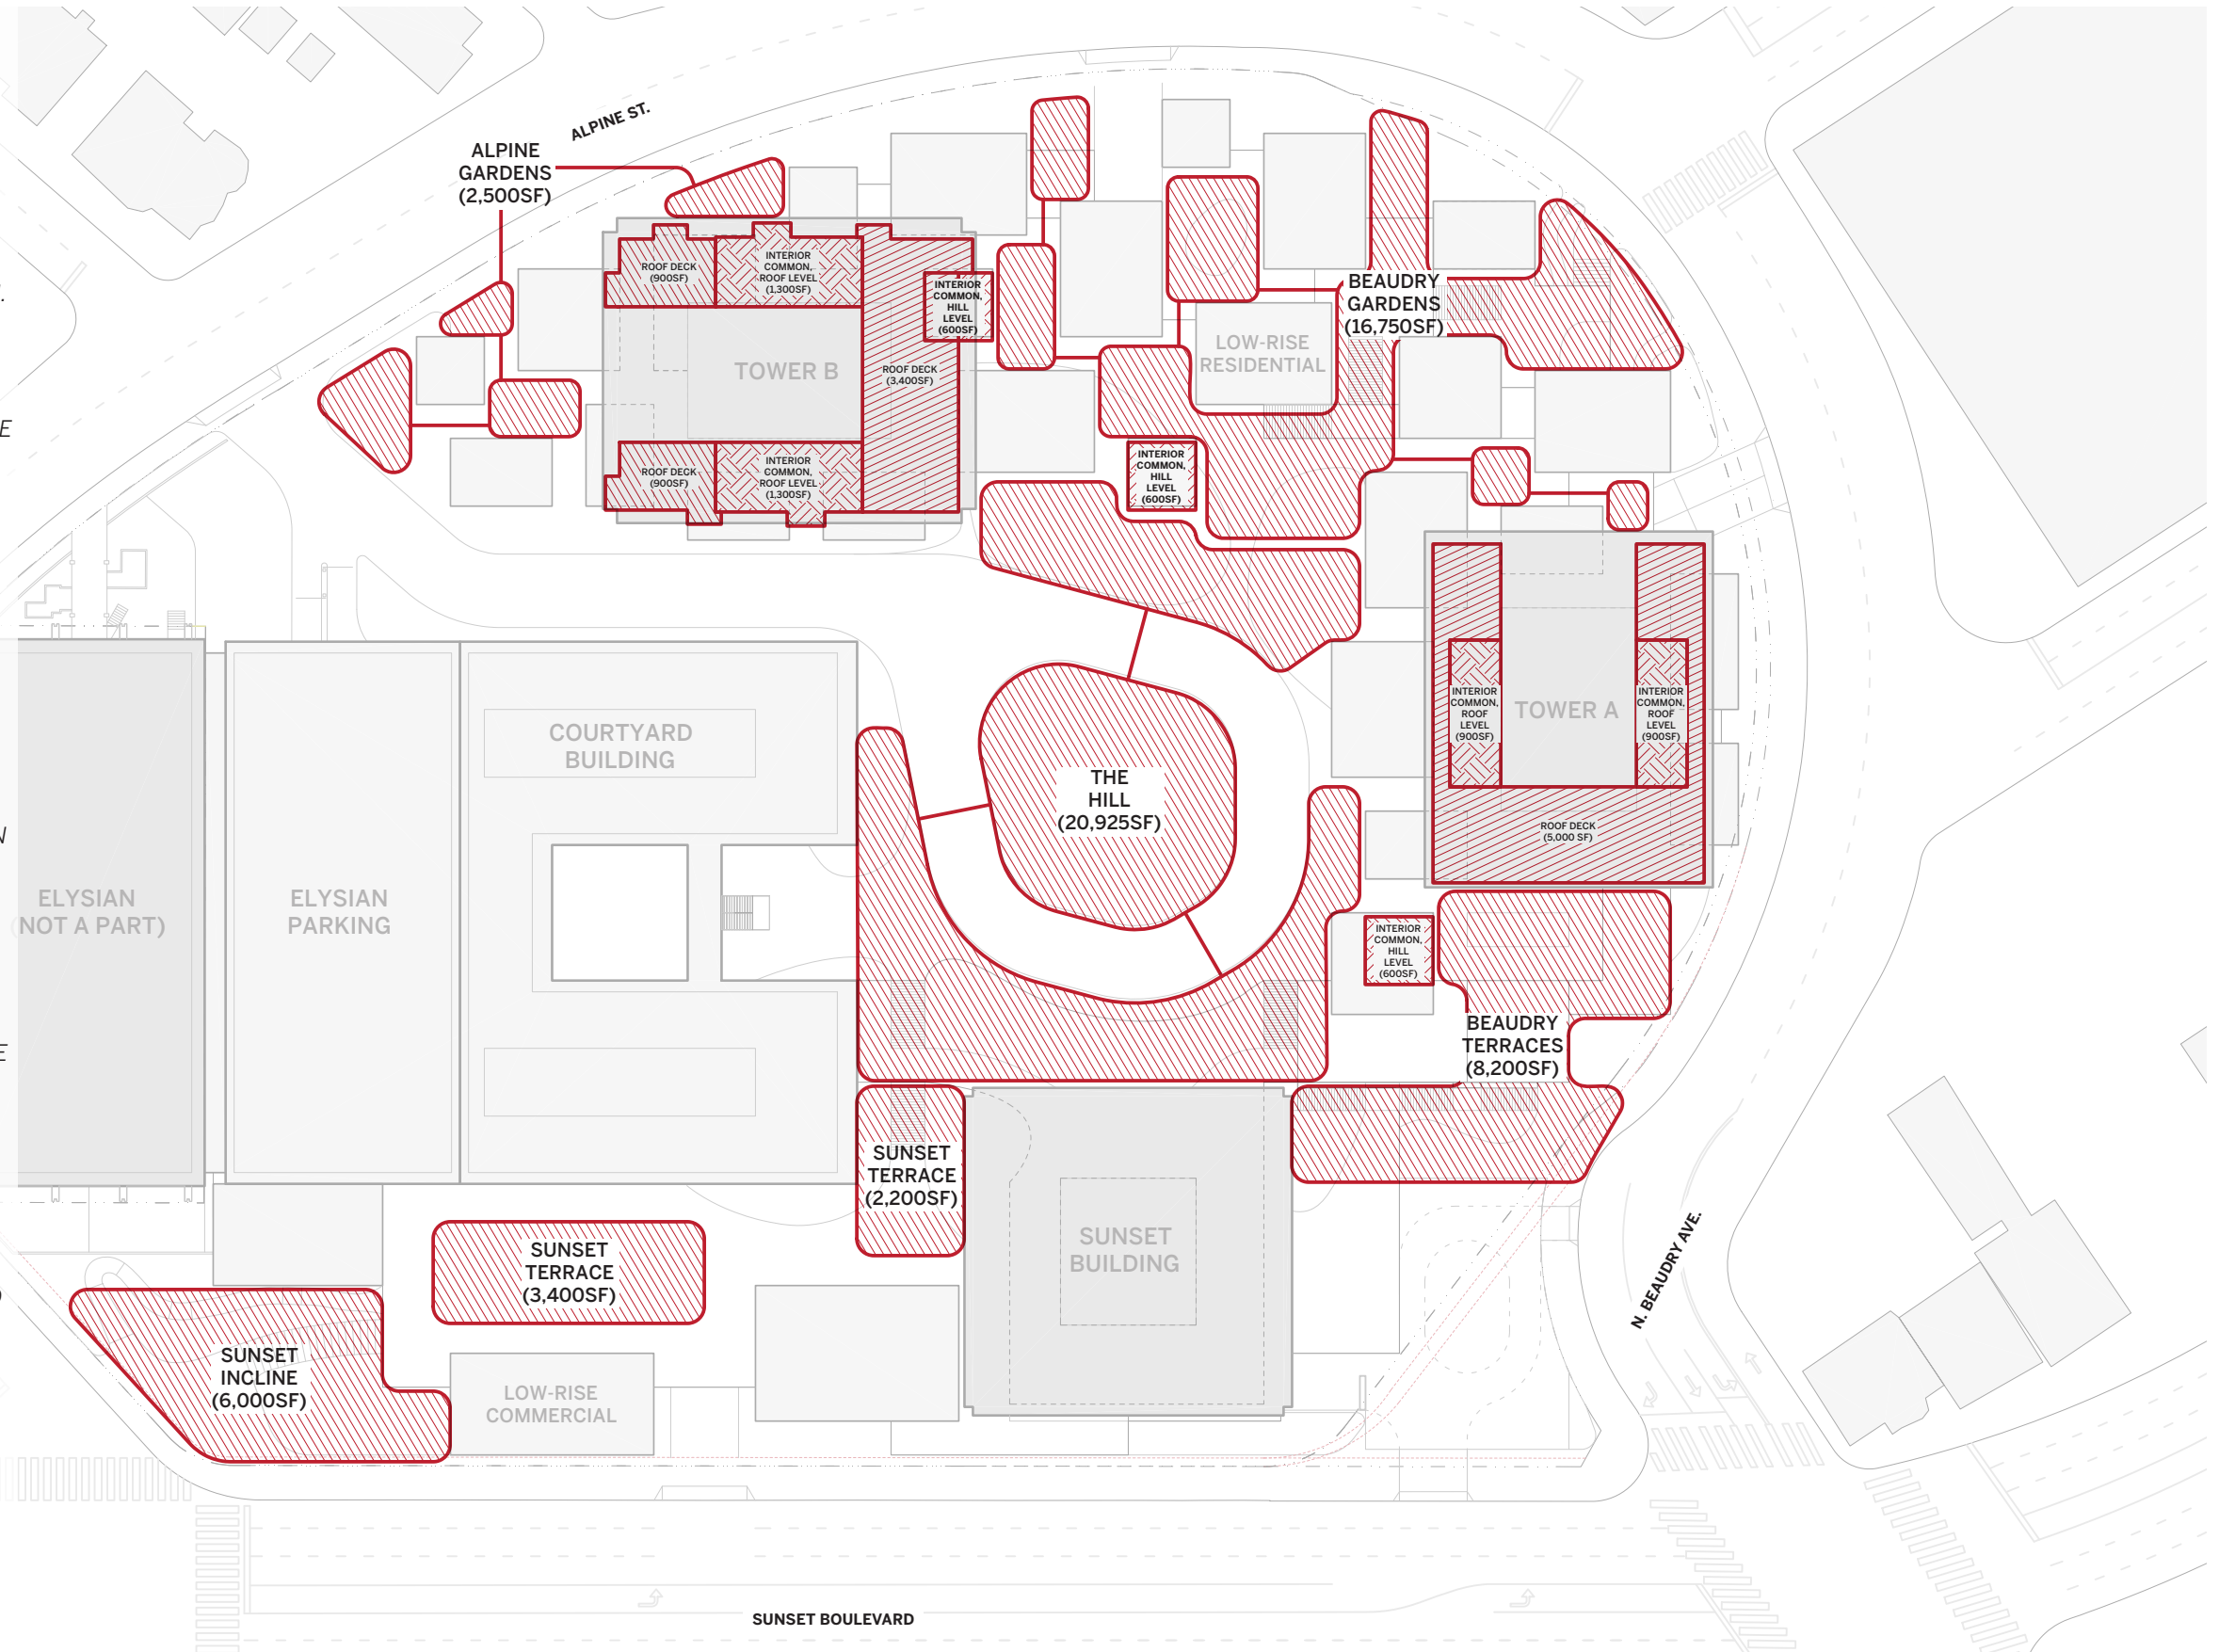 ALPINE ST.
ALPINE
GARDENS
(2,500SF)
ROOF DECK
(900SF)
INTERIOR
COMMON,
ROOF LEVEL
(1,300SF)
INTERIOR
COMMON,
HILL
LEVEL
(600SF)
TOWER B
ROOF DECK
(3,400SF)
ROOF DECK
(900SF)
INTERIOR
COMMON,
ROOF LEVEL
(1,300SF)
BEAUDRY
GARDENS
(16,750SF)
LOW-RISE
RESIDENTIAL
INTERIOR
COMMON,
HILL
LEVEL
(600SF)
E
N
E
INTERIOR
COMMON,
ROOF
LEVEL
(900SF)
TOWER A
INTERIOR
COMMON,
ROOF
LEVEL
(900SF)
ROOF DECK
(5,000 SF)
COURTYARD
BUILDING
THE
HILL
(20,925SF)
ELYSIAN
(NOT A PART)
ELYSIAN
PARKING
INTERIOR
COMMON,
HILL
LEVEL
(600SF)
BEAUDRY
TERRACES
(8,200SF)
SUNSET
TERRACE
(2,200SF)
SUNSET
BUILDING
SUNSET
TERRACE
(3,400SF)
SUNSET
INCLINE
(6,000SF)
LOW-RISE
COMMERCIAL
N. BEAUDRY AVE.
SUNSET BOULEVARD